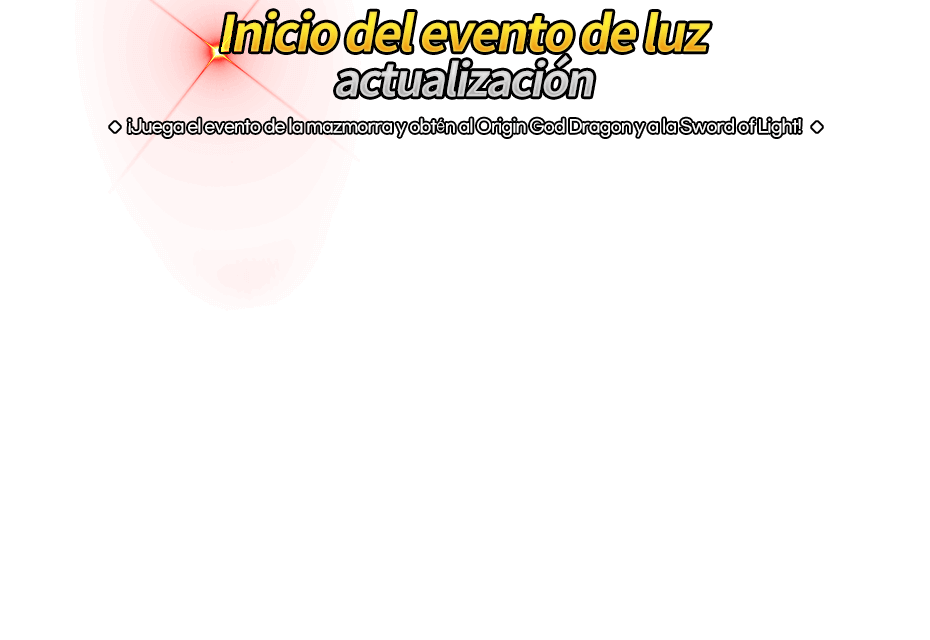 Inicio del evento de luz
actualización
¡Juega el evento de la mazmorra y obtén al Origin God Dragon y a la Sword of Light!